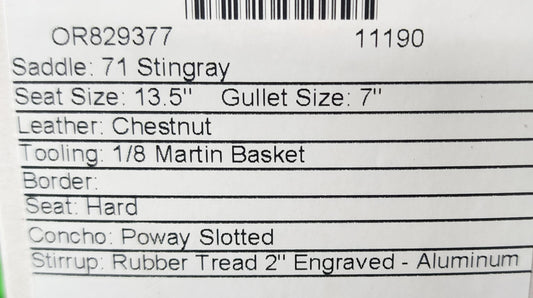 OR829377 11190
Saddle: 71 Stingray
Seat Size: 13.5" Gullet Size: 7"
Leather: Chestnut
Tooling: 1/8 Martin Basket
Border:
Seat: Hard
Concho: Poway Slotted
Stirrup: Rubber Tread 2" Engraved - Aluminum